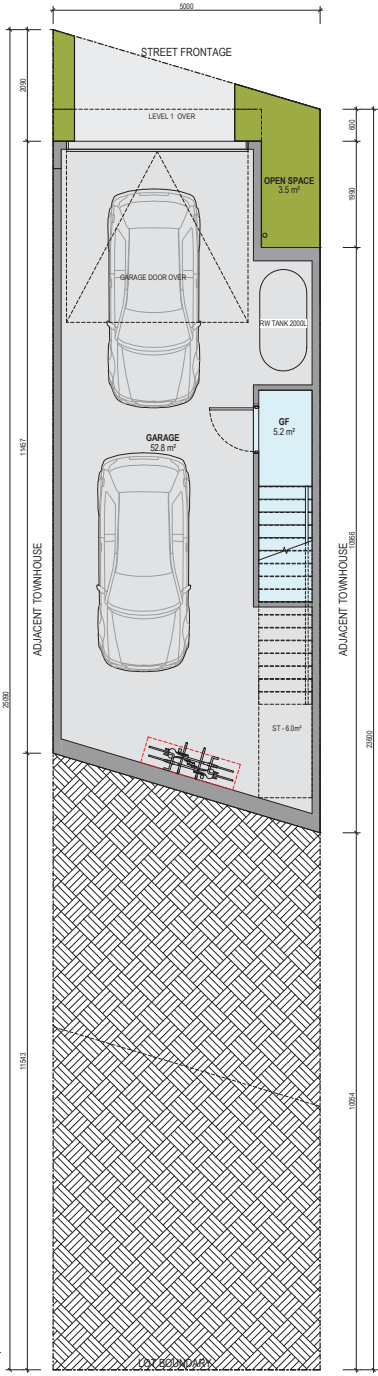 5000
STREET FRONTAGE
2090
LEVEL 1 OVER
600
OPEN SPACE
3.5 m²
1990
GARAGE DOOR OVER
RW TANK 2000L
GF
5.2 m²
GARAGE
52.8 m²
11457
10956
ADJACENT TOWNHOUSE
ADJACENT TOWNHOUSE
25090
23600
ST - 6.0m²
11543
10054
LOT BOUNDARY